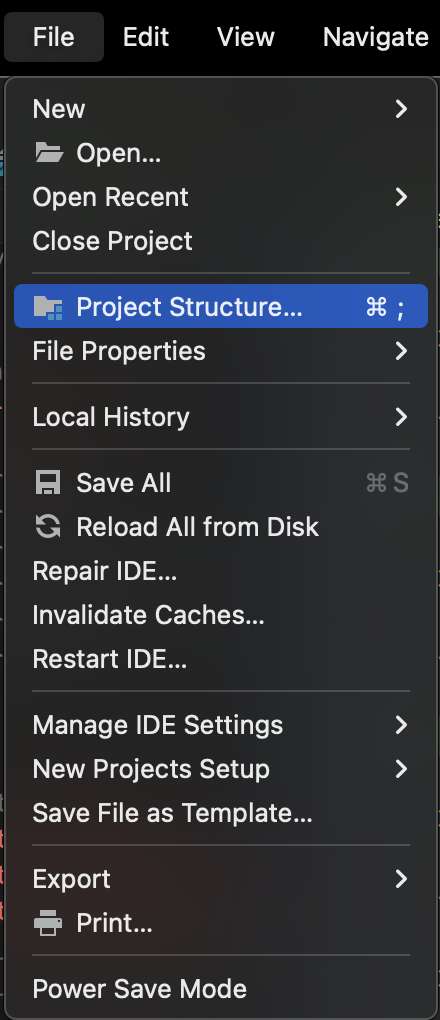 File Edit View Navigate
New
Open...
Open Recent
Close Project
Project Structure... ⌘ ;
File Properties
Local History
Save All ⌘ S
Reload All from Disk
Repair IDE...
Invalidate Caches...
Restart IDE...
Manage IDE Settings
New Projects Setup
Save File as Template...
Export
Print...
Power Save Mode